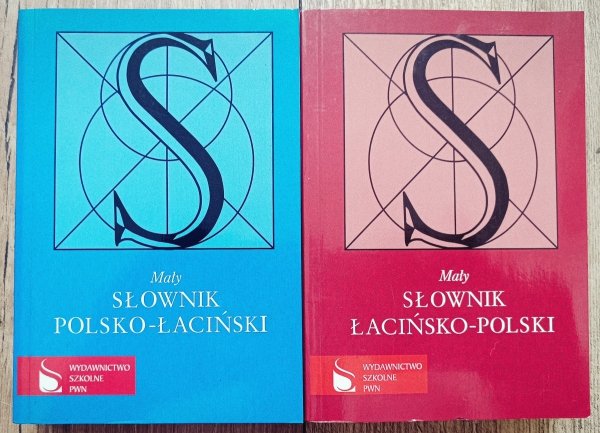 S
Mały
SŁOWNIK
POLSKO-ŁACIŃSKI
WYDAWNICTWO
SZKOLNE
PWN
S
Mały
SŁOWNIK
ŁACIŃSKO-POLSKI
WYDAWNICTWO
SZKOLNE
PWN